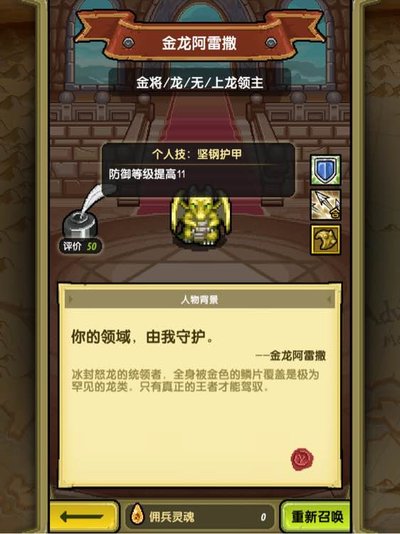 金龙阿雷撒
金将/龙/无/上龙领主
个人技：坚钢护甲
防御等级提高11
评价 50
人物背景
你的领域，由我守护。
--金龙阿雷撒
冰封怒龙的统领者，全身被金色的鳞片覆盖是极为
罕见的龙类。只有真正的王者才能驾驭。
佣兵灵魂 0
重新召唤